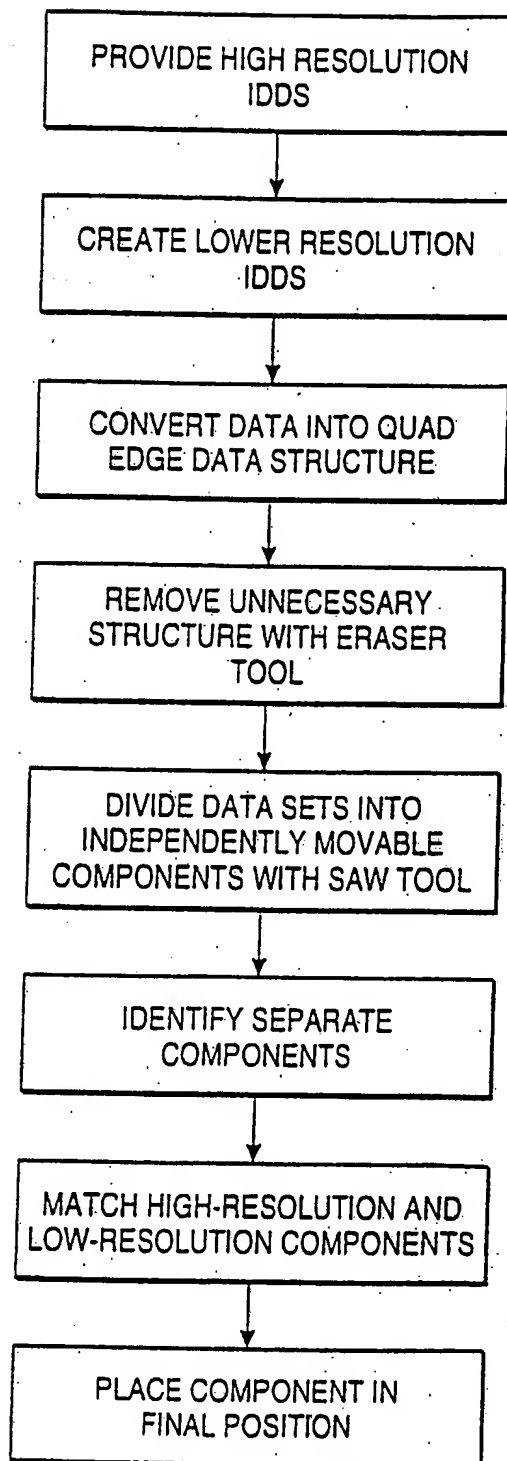 PROVIDE HIGH RESOLUTION
IDDS
CREATE LOWER RESOLUTION
IDDS
CONVERT DATA INTO QUAD
EDGE DATA STRUCTURE
REMOVE UNNECESSARY
STRUCTURE WITH ERASER
TOOL
DIVIDE DATA SETS INTO
INDEPENDENTLY MOVABLE
COMPONENTS WITH SAW TOOL
IDENTIFY SEPARATE
COMPONENTS
MATCH HIGH-RESOLUTION AND
LOW-RESOLUTION COMPONENTS
PLACE COMPONENT IN
FINAL POSITION